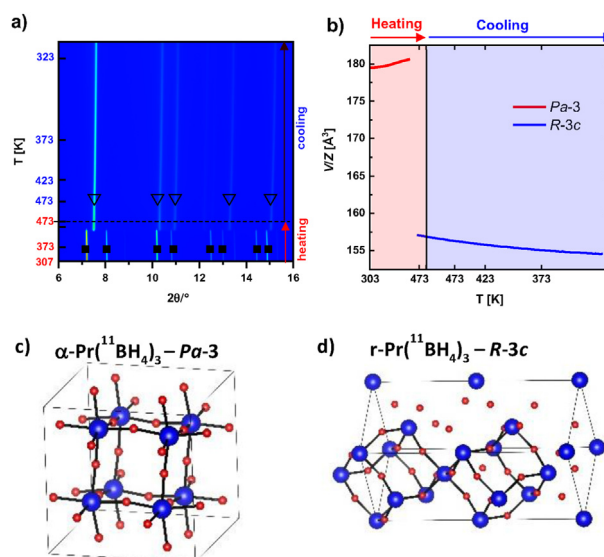 a)
T [K]
323
373
423
473
473
373
307
cooling
heating
4 6 8 10 12 14 16
2θ/°
b)
Heating Cooling
V/Z [Å³]
180
175
170
165
160
155
Pa-3
R-3c
303 473 473 423 373
T [K]
c) α-Pr(¹¹BH₄)₃ – Pa-3
d) r-Pr(¹¹BH₄)₃ – R-3c